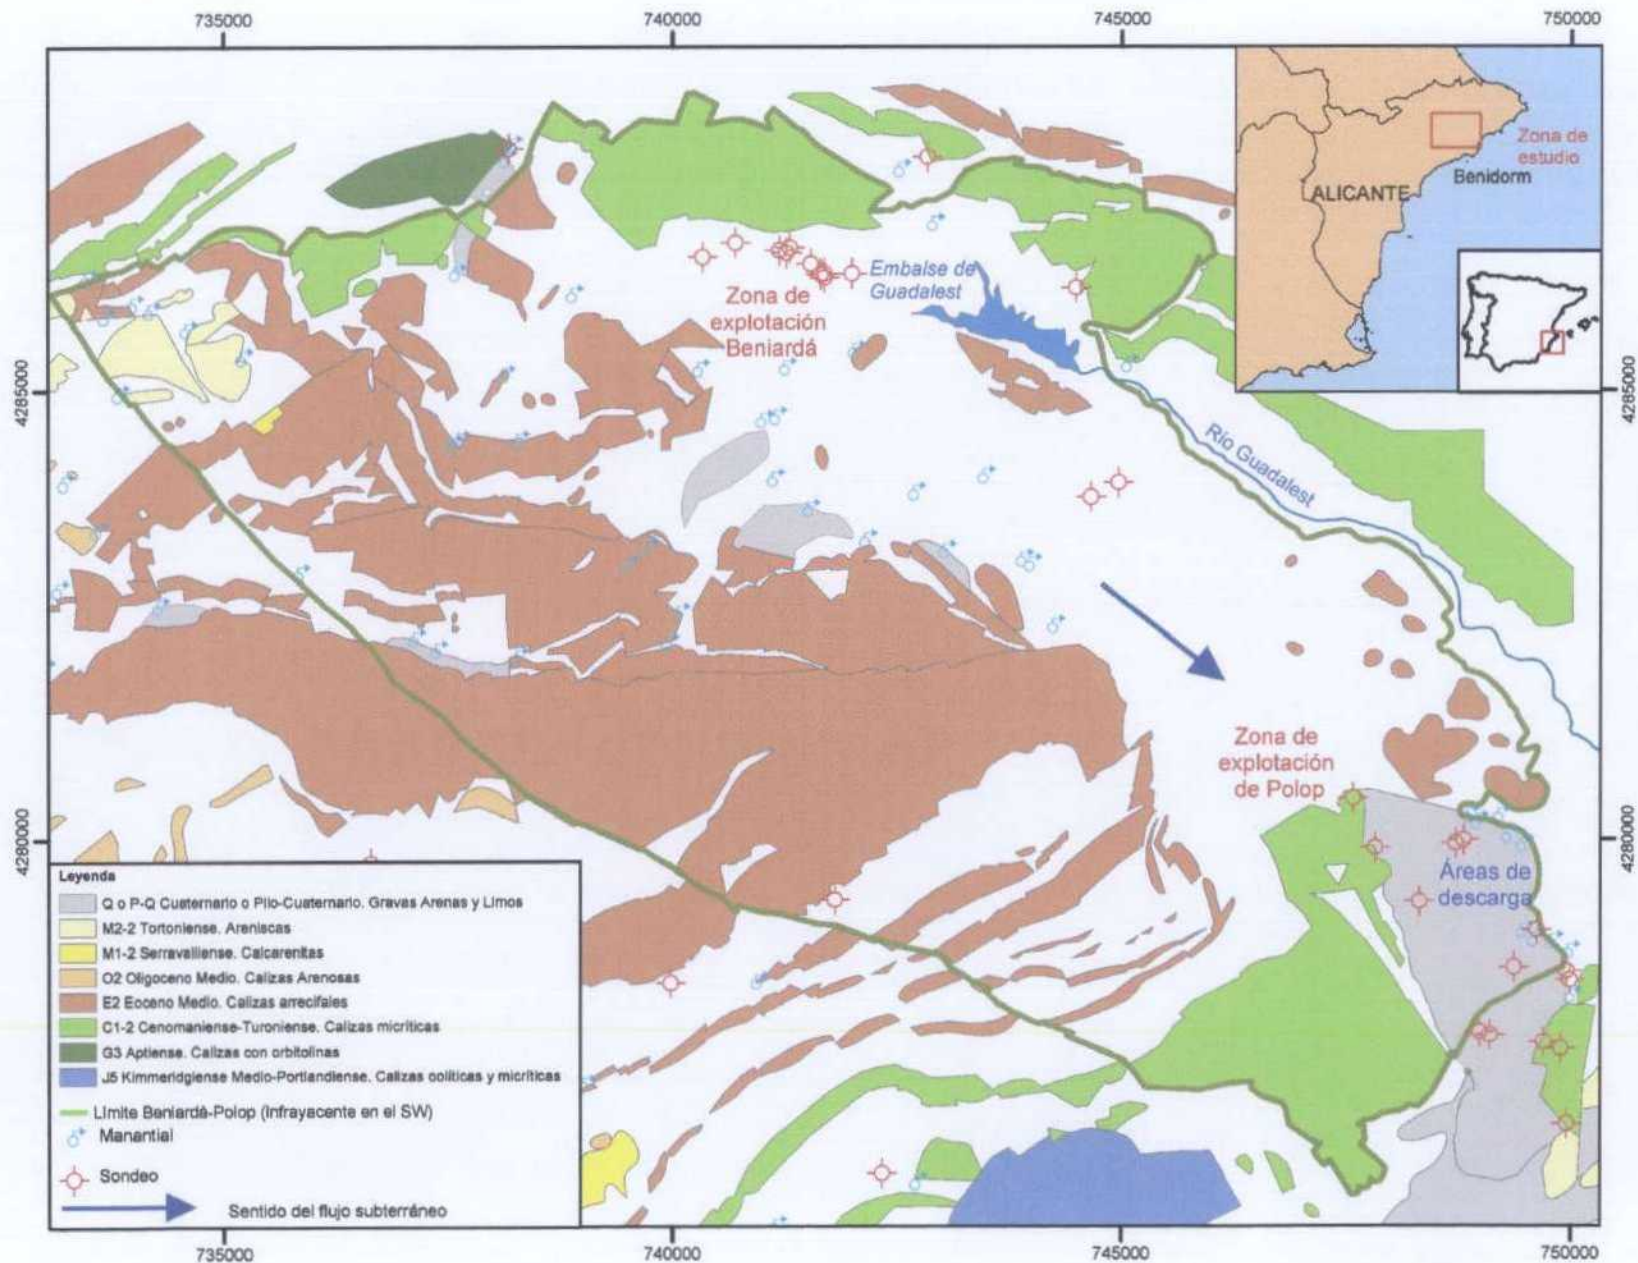 735000
740000
745000
750000
Zona de
estudio
Benidorm
ALICANTE
Embalse de
Guadalest
Zona de
explotación
Beniardá
4285000
4285000
Río Guadalest
Zona de
explotación
de Polop
Áreas de
descarga
4280000
4280000
Leyenda
Q o P-Q Cuaternario o Plio-Cuaternario. Gravas Arenas y Limos
M2-2 Tortoniense. Areniscas
M1-2 Serravalliense. Calcarenitas
O2 Oligoceno Medio. Calizas Arenosas
E2 Eoceno Medio. Calizas arrecifales
C1-2 Cenomaniense-Turoniense. Calizas micríticas
G3 Aptiense. Calizas con orbitolinas
J5 Kimmeridgiense Medio-Portlandiense. Calizas oolíticas y micríticas
Límite Beniardá-Polop (Infrayacente en el SW)
Manantial
Sondeo
Sentido del flujo subterráneo
735000
740000
745000
750000